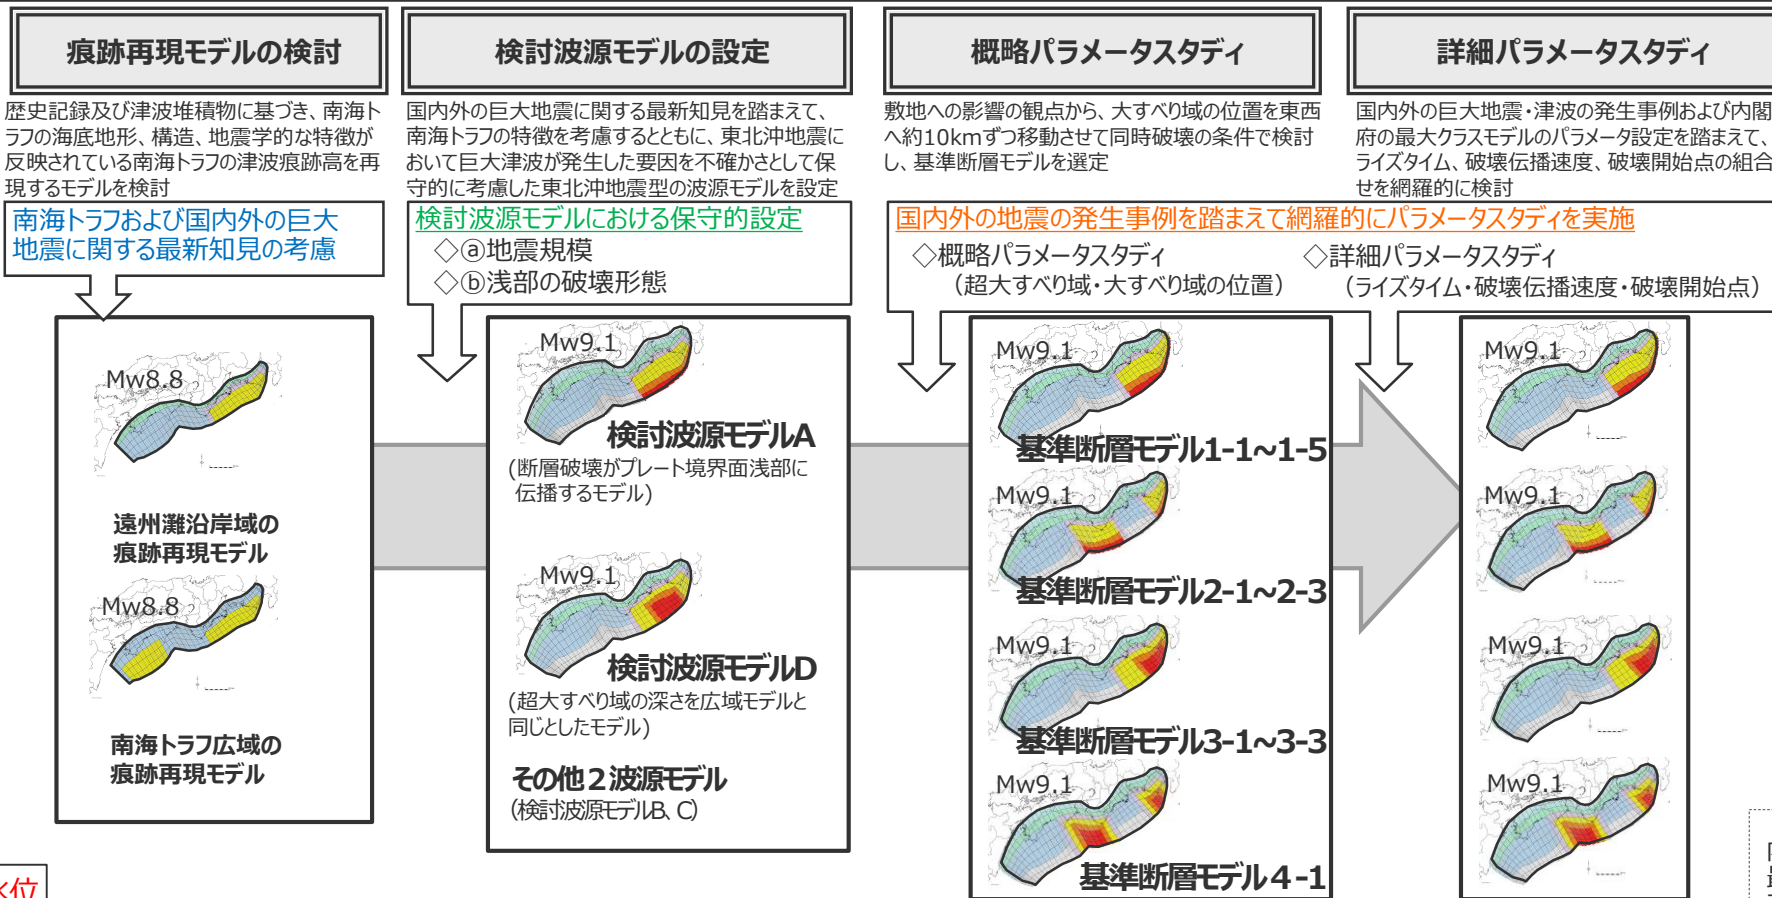 痕跡再現モデルの検討
歴史記録及び津波堆積物に基づき、南海ト
ラフの海底地形、構造、地震学的な特徴が
反映されている南海トラフの津波痕跡高を再
現するモデルを検討
南海トラフおよび国内外の巨大
地震に関する最新知見の考慮
Mw8.8
遠州灘沿岸域の
痕跡再現モデル
Mw8.8
南海トラフ広域の
痕跡再現モデル
検討波源モデルの設定
国内外の巨大地震に関する最新知見を踏まえて、
南海トラフの特徴を考慮するとともに、東北沖地震に
おいて巨大津波が発生した要因を不確かさとして保
守的に考慮した東北沖地震型の波源モデルを設定
検討波源モデルにおける保守的設定
◇ⓐ地震規模
◇ⓑ浅部の破壊形態
Mw9.1
検討波源モデルA
(断層破壊がプレート境界面浅部に
伝播するモデル)
Mw9.1
検討波源モデルD
(超大すべり域の深さを広域モデルと
同じとしたモデル)
その他２波源モデル
(検討波源モデルB、C)
概略パラメータスタディ
敷地への影響の観点から、大すべり域の位置を東西
へ約10kmずつ移動させて同時破壊の条件で検討
し、基準断層モデルを選定
詳細パラメータスタディ
国内外の巨大地震・津波の発生事例および内閣
府の最大クラスモデルのパラメータ設定を踏まえて、
ライズタイム、破壊伝播速度、破壊開始点の組合
せを網羅的に検討
国内外の地震の発生事例を踏まえて網羅的にパラメータスタディを実施
◇概略パラメータスタディ
（超大すべり域・大すべり域の位置）
◇詳細パラメータスタディ
（ライズタイム・破壊伝播速度・破壊開始点）
Mw9.1
基準断層モデル1-1~1-5
Mw9.1
基準断層モデル2-1~2-3
Mw9.1
基準断層モデル3-1~3-3
Mw9.1
基準断層モデル４-1
Mw9.1
Mw9.1
Mw9.1
Mw9.1
水位